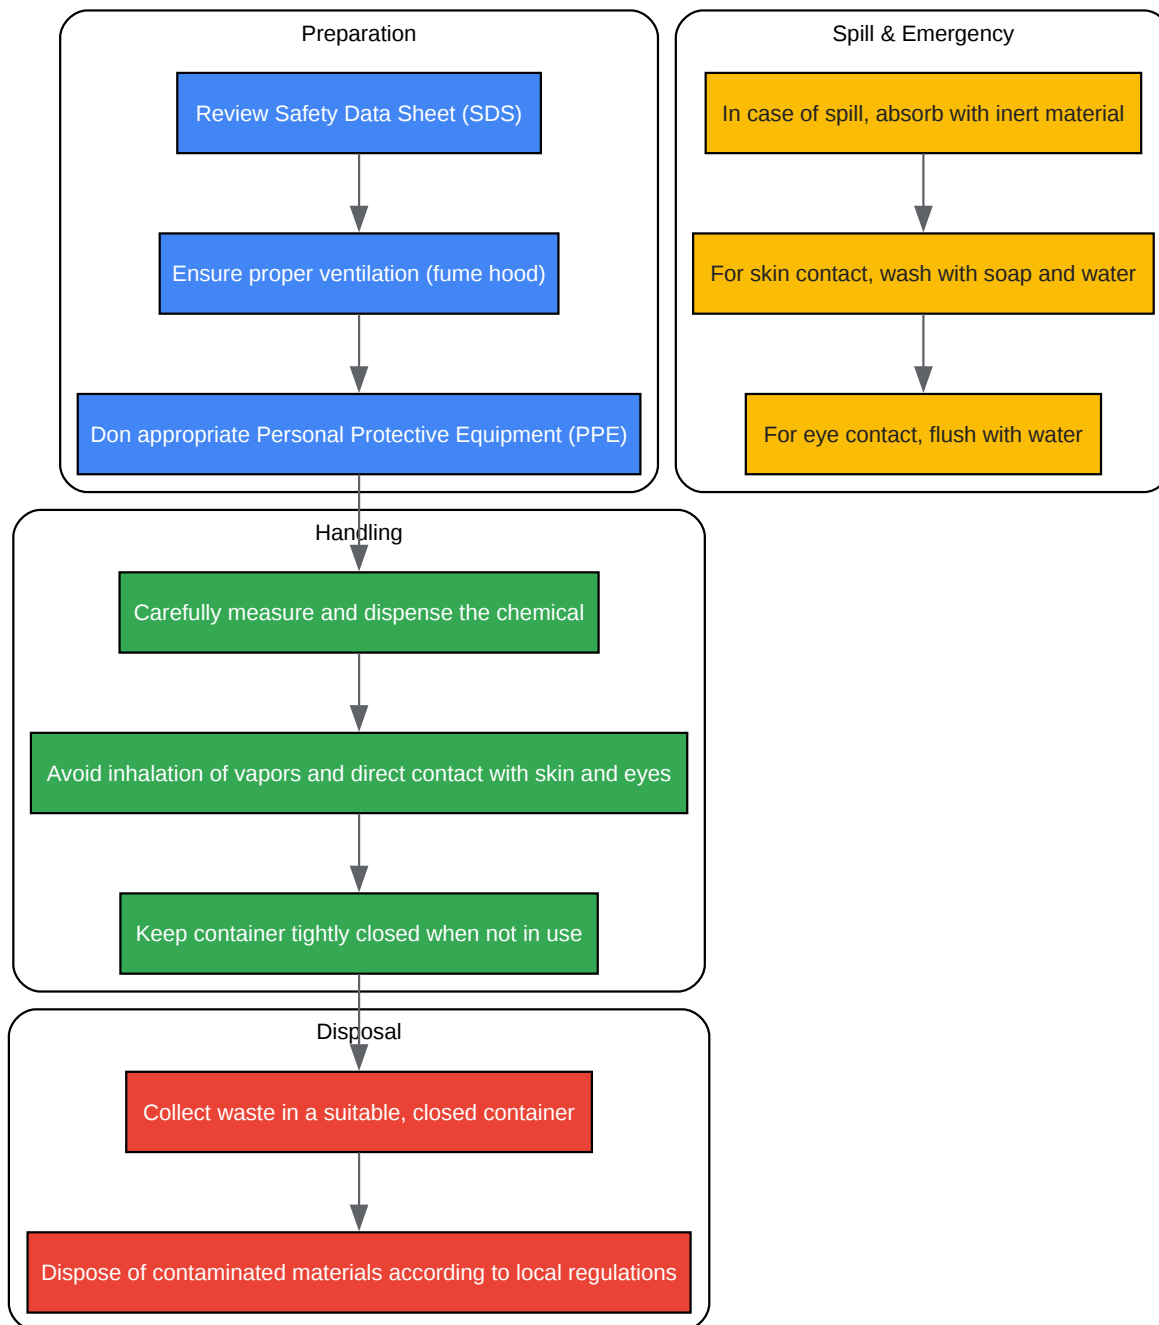 Preparation
Review Safety Data Sheet (SDS)
Ensure proper ventilation (fume hood)
Don appropriate Personal Protective Equipment (PPE)
Spill & Emergency
In case of spill, absorb with inert material
For skin contact, wash with soap and water
For eye contact, flush with water
Handling
Carefully measure and dispense the chemical
Avoid inhalation of vapors and direct contact with skin and eyes
Keep container tightly closed when not in use
Disposal
Collect waste in a suitable, closed container
Dispose of contaminated materials according to local regulations